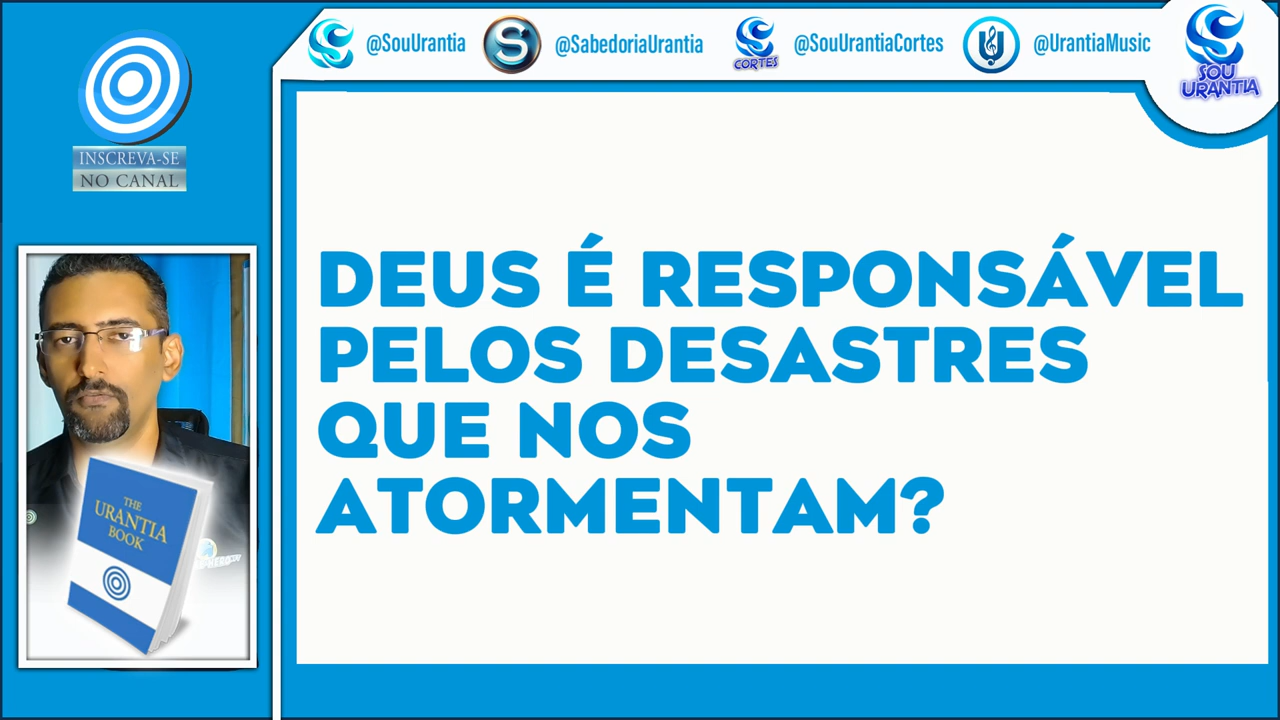 @SouUrantia
S
@SabedoriaUrantia
CORTES
@SouUrantiaCortes
@UrantiaMusic
SOU
URANTIA
INSCREVA-SE
NO CANAL
DEUS É RESPONSÁVEL
PELOS DESASTRES
QUE NOS
ATORMENTAM?
THE
URANTIA
BOOK